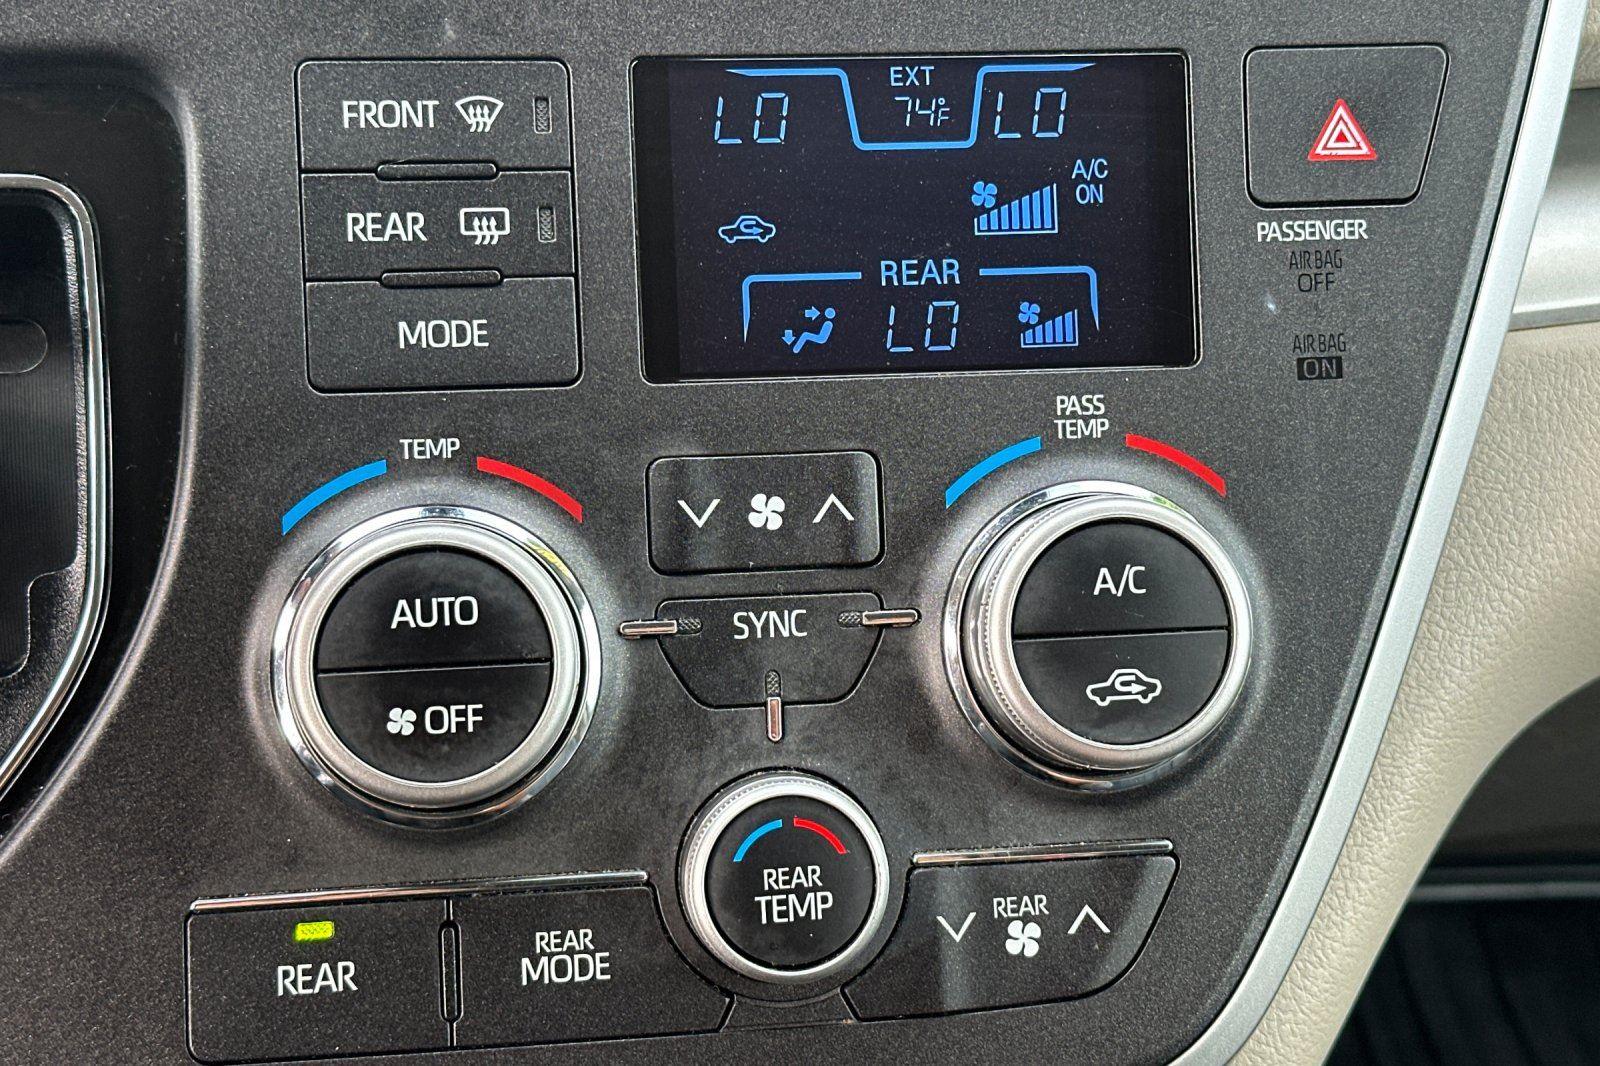 FRONT
REAR
MODE
EXT
LO 74°F LO
A/C
ON
REAR
LO
PASSENGER
AIR BAG
OFF
AIR BAG
ON
TEMP
PASS
TEMP
AUTO
OFF
SYNC
A/C
REAR
TEMP
REAR
REAR
MODE
REAR